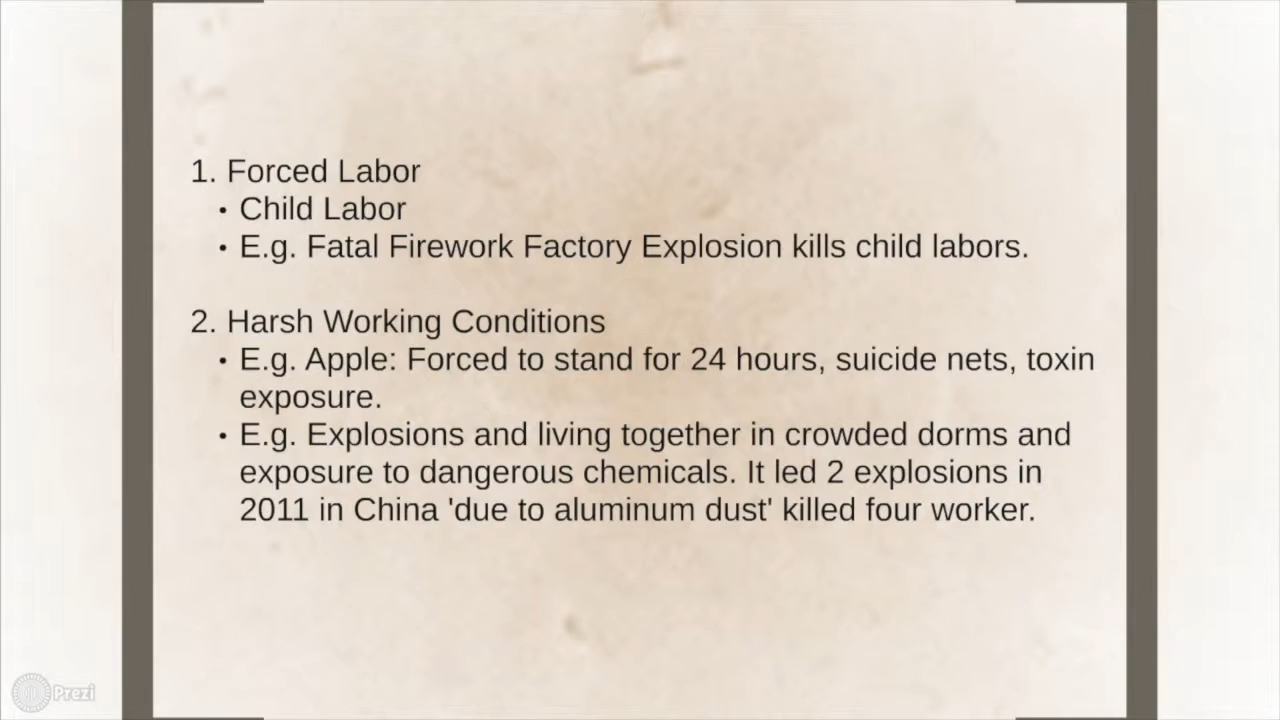 1. Forced Labor
• Child Labor
• E.g. Fatal Firework Factory Explosion kills child labors.
2. Harsh Working Conditions
• E.g. Apple: Forced to stand for 24 hours, suicide nets, toxin
exposure.
• E.g. Explosions and living together in crowded dorms and
exposure to dangerous chemicals. It led 2 explosions in
2011 in China 'due to aluminum dust' killed four worker.
Prezi